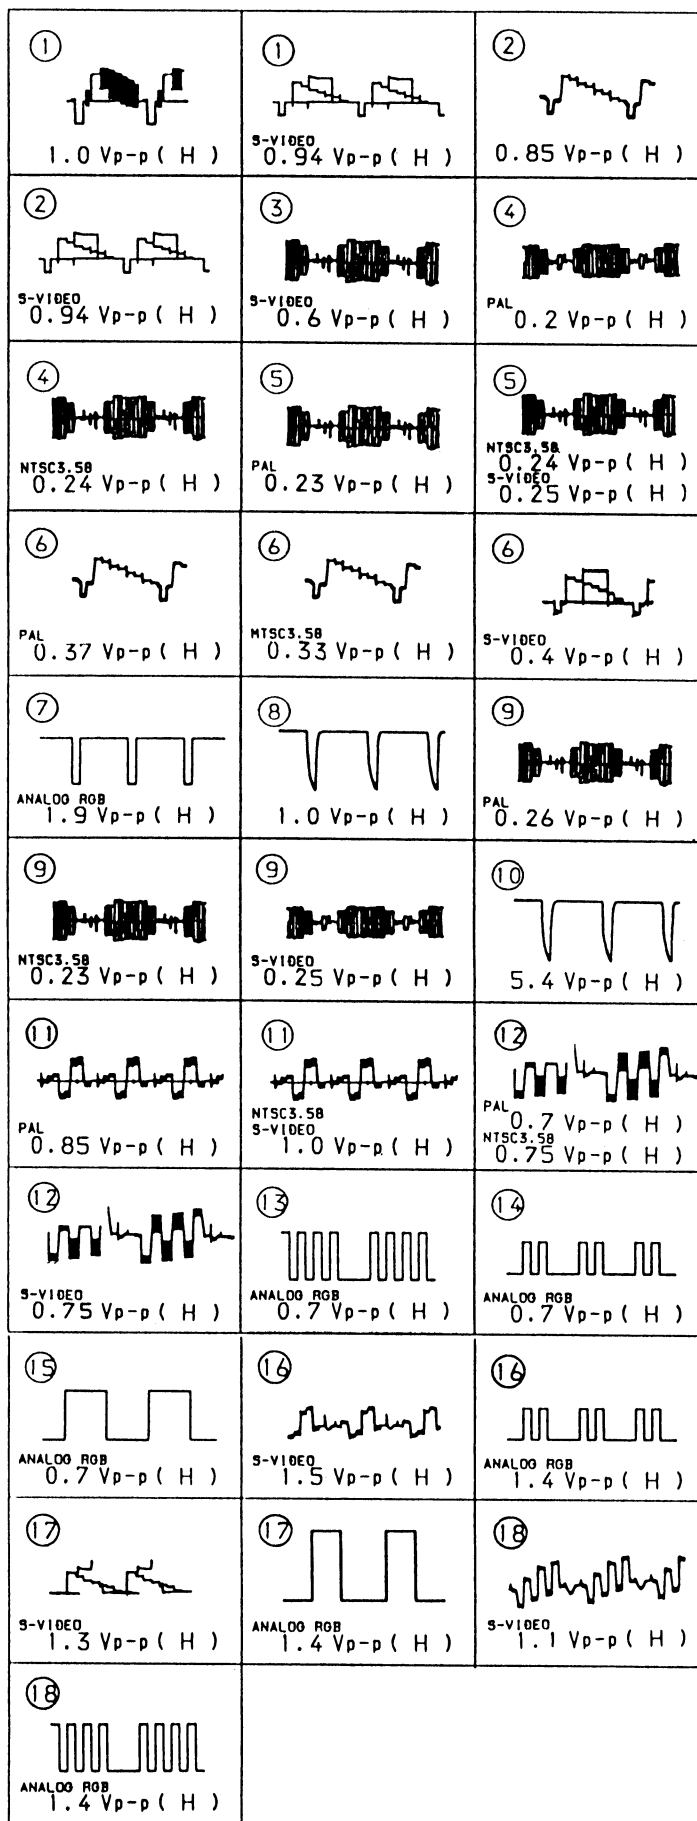 1
1.0 Vp-p ( H )
1
S-VIDEO
0.94 Vp-p ( H )
2
0.85 Vp-p ( H )
2
S-VIDEO
0.94 Vp-p ( H )
3
S-VIDEO
0.6 Vp-p ( H )
4
PAL
0.2 Vp-p ( H )
4
NTSC3.58
0.24 Vp-p ( H )
5
PAL
0.23 Vp-p ( H )
5
NTSC3.58
0.24 Vp-p ( H )
S-VIDEO
0.25 Vp-p ( H )
6
PAL
0.37 Vp-p ( H )
6
MTSC3.58
0.33 Vp-p ( H )
6
S-VIDEO
0.4 Vp-p ( H )
7
ANALOG RGB
1.9 Vp-p ( H )
8
1.0 Vp-p ( H )
9
PAL
0.26 Vp-p ( H )
9
NTSC3.58
0.23 Vp-p ( H )
9
S-VIDEO
0.25 Vp-p ( H )
10
5.4 Vp-p ( H )
11
PAL
0.85 Vp-p ( H )
11
NTSC3.58
S-VIDEO
1.0 Vp-p ( H )
12
PAL
0.7 Vp-p ( H )
NTSC3.58
0.75 Vp-p ( H )
12
S-VIDEO
0.75 Vp-p ( H )
13
ANALOG RGB
0.7 Vp-p ( H )
14
ANALOG RGB
0.7 Vp-p ( H )
15
ANALOG RGB
0.7 Vp-p ( H )
16
S-VIDEO
1.5 Vp-p ( H )
16
ANALOG RGB
1.4 Vp-p ( H )
17
S-VIDEO
1.3 Vp-p ( H )
17
ANALOG RGB
1.4 Vp-p ( H )
18
S-VIDEO
1.1 Vp-p ( H )
18
ANALOG RGB
1.4 Vp-p ( H )